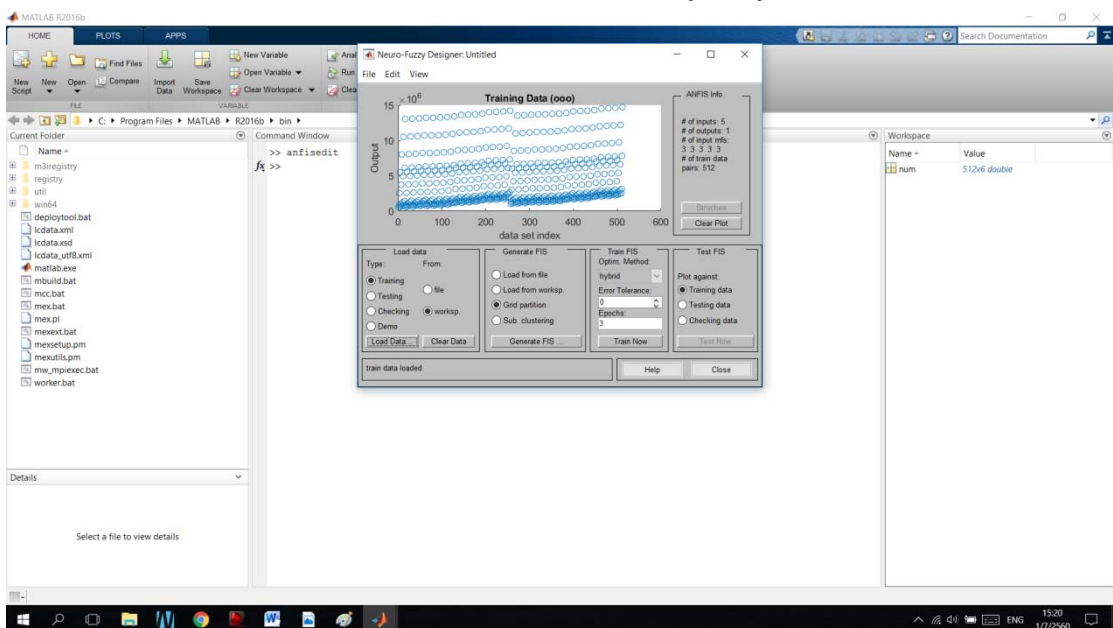 MATLAB R2016b
HOME PLOTS APPS
Search Documentation
New Script
New
Open
Find Files
Compare
Import Data
Save Workspace
New Variable
Open Variable
Clear Workspace
Anal
Run
Clea
FILE
VARIABLE
C: Program Files MATLAB R2016b bin
Current Folder
Name
m3iregistry
registry
util
win64
deploytool.bat
lcdata.xml
lcdata.xsd
lcdata_utf8.xml
matlab.exe
mbuild.bat
mcc.bat
mex.bat
mex.pl
mexext.bat
mexsetup.pm
mexutils.pm
mw_mpiexec.bat
worker.bat
Details
Select a file to view details
Command Window
>> anfisedit
fx >>
Neuro-Fuzzy Designer: Untitled
File Edit View
× 10^6
Training Data (ooo)
Output
15
10
5
0
0 100 200 300 400 500 600
data set index
ANFIS Info.
# of inputs: 5
# of outputs: 1
# of input mfs:
3 3 3 3 3
# of train data
pairs: 512
Structure
Clear Plot
Load data
Type: From:
Training
Testing
Checking
Demo
file
worksp.
Load Data...
Clear Data
Generate FIS
Load from file
Load from worksp.
Grid partition
Sub. clustering
Generate FIS ...
Train FIS
Optim. Method:
hybrid
Error Tolerance:
0
Epochs:
3
Train Now
Test FIS
Plot against:
Training data
Testing data
Checking data
Test Now
train data loaded
Help
Close
Workspace
Name Value
num 512x6 double
ENG
15:20
1/7/2560